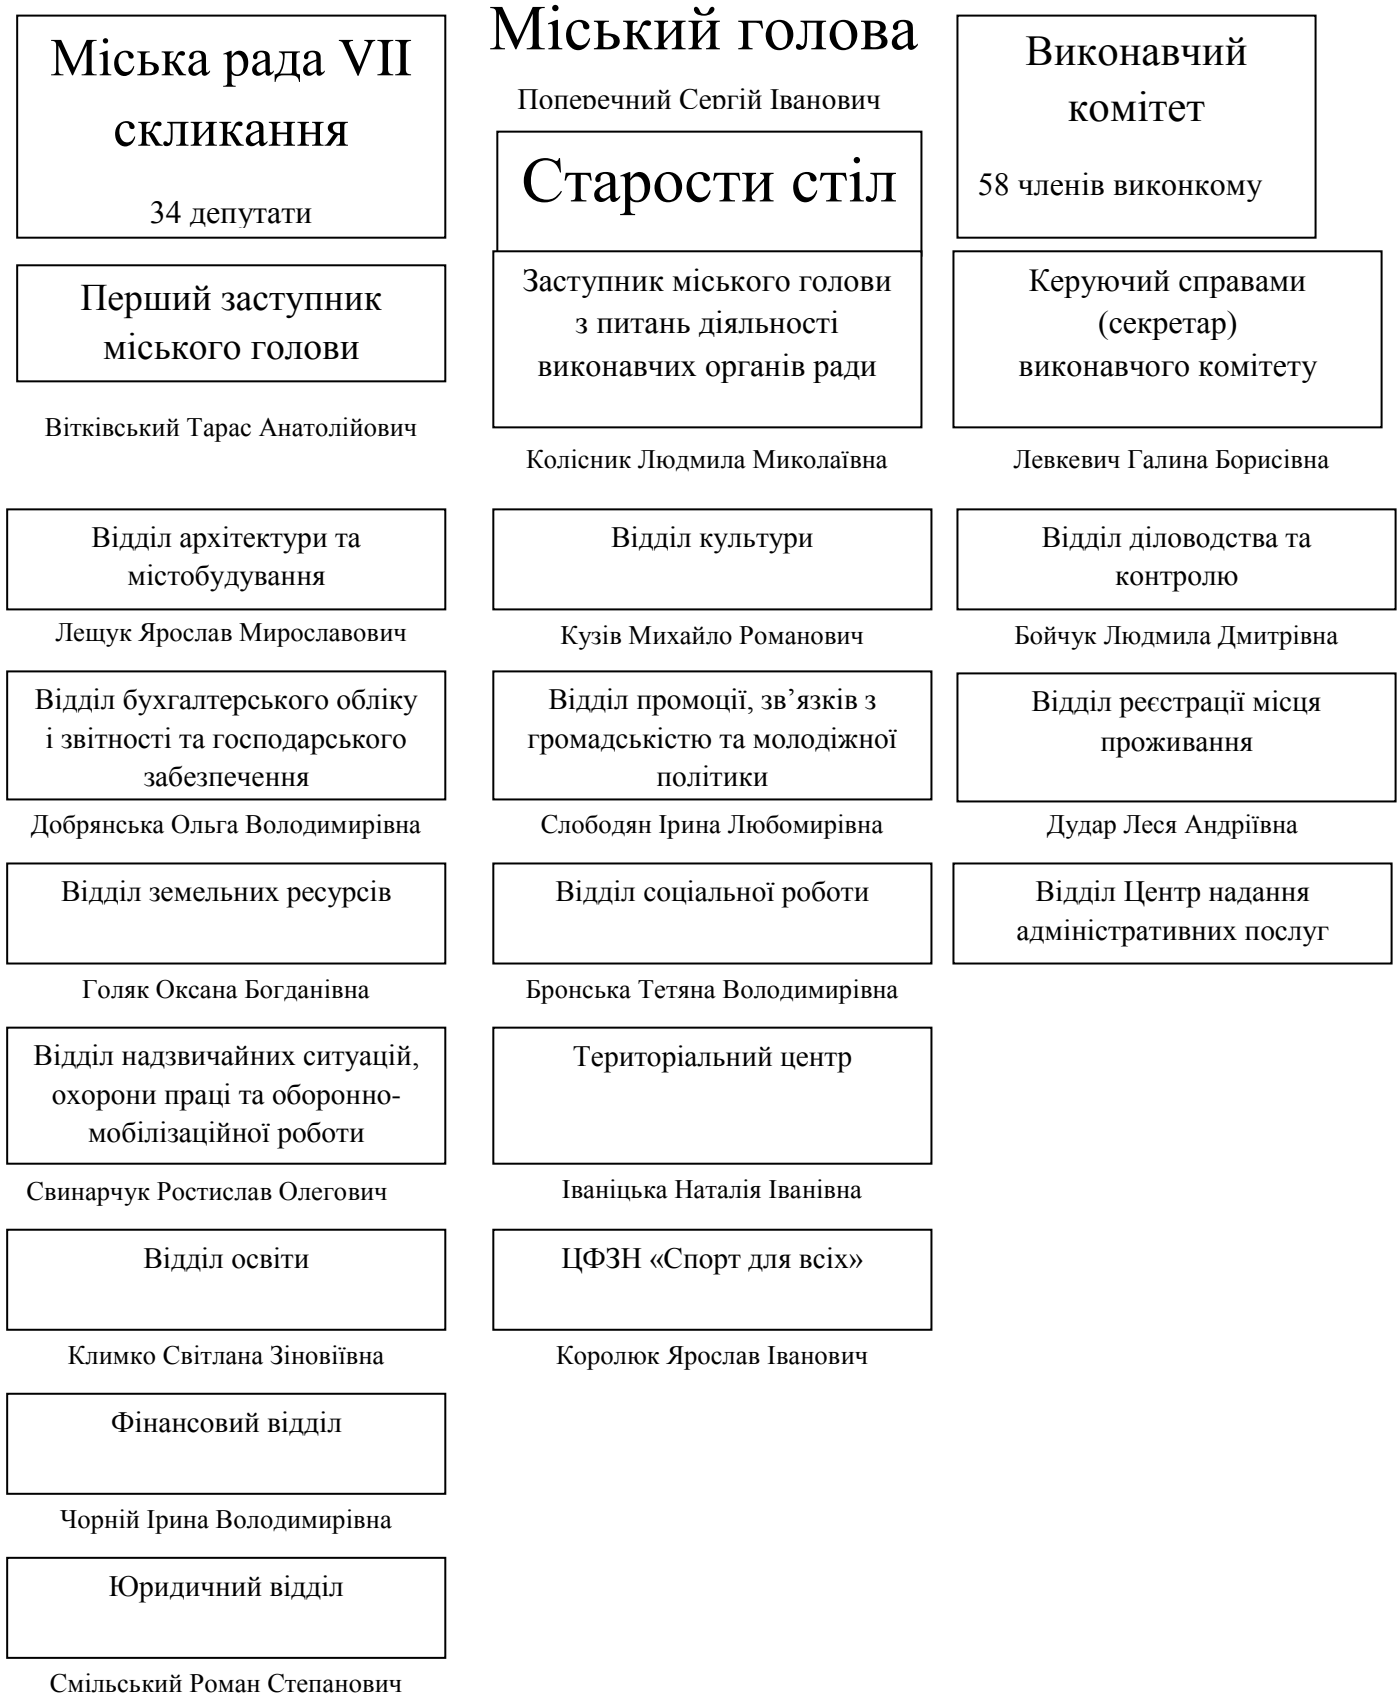 Міська рада VII
скликання
34 депутати
Міський голова
Поперечний Сергій Іванович
Старости стіл
Виконавчий
комітет
58 членів виконкому
Перший заступник
міського голови
Вітківський Тарас Анатолійович
Заступник міського голови
з питань діяльності
виконавчих органів ради
Колісник Людмила Миколаївна
Керуючий справами
(секретар)
виконавчого комітету
Левкевич Галина Борисівна
Відділ архітектури та
містобудування
Лещук Ярослав Мирославович
Відділ культури
Кузів Михайло Романович
Відділ діловодства та
контролю
Бойчук Людмила Дмитрівна
Відділ бухгалтерського обліку
і звітності та господарського
забезпечення
Добрянська Ольга Володимирівна
Відділ промоції, зв’язків з
громадськістю та молодіжної
політики
Слободян Ірина Любомирівна
Відділ реєстрації місця
проживання
Дудар Леся Андріївна
Відділ земельних ресурсів
Голяк Оксана Богданівна
Відділ соціальної роботи
Бронська Тетяна Володимирівна
Відділ Центр надання
адміністративних послуг
Відділ надзвичайних ситуацій,
охорони праці та оборонно-
мобілізаційної роботи
Свинарчук Ростислав Олегович
Територіальний центр
Іваніцька Наталія Іванівна
Відділ освіти
Климко Світлана Зіновіївна
ЦФЗН «Спорт для всіх»
Королюк Ярослав Іванович
Фінансовий відділ
Чорній Ірина Володимирівна
Юридичний відділ
Смільський Роман Степанович